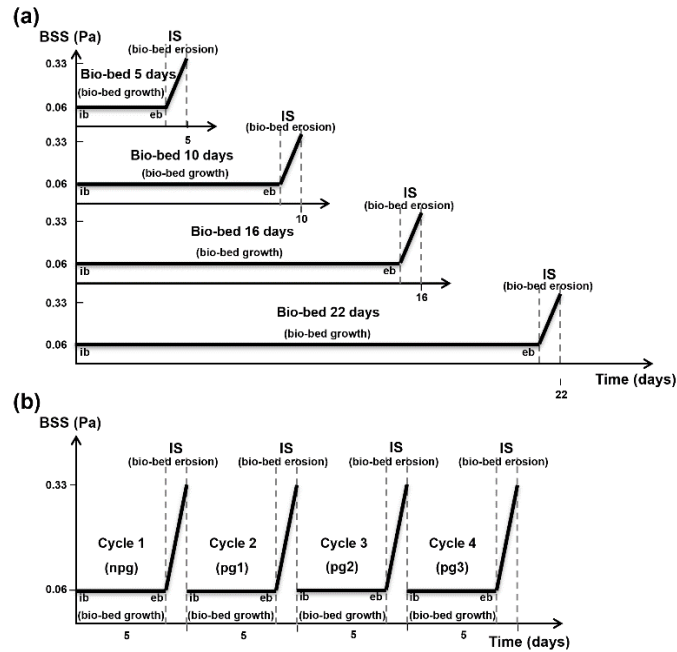 (a)
BSS (Pa)
IS
(bio-bed erosion)
0.33
Bio-bed 5 days
(bio-bed growth)
0.06
ib
eb
5
IS
(bio-bed erosion)
0.33
Bio-bed 10 days
(bio-bed growth)
0.06
ib
eb
10
IS
(bio-bed erosion)
0.33
Bio-bed 16 days
(bio-bed growth)
0.06
ib
eb
16
IS
(bio-bed erosion)
0.33
Bio-bed 22 days
(bio-bed growth)
0.06
ib
eb
Time (days)
22
(b)
BSS (Pa)
IS
IS
IS
IS
(bio-bed erosion)
(bio-bed erosion)
(bio-bed erosion)
(bio-bed erosion)
0.33
Cycle 1
(npg)
Cycle 2
(pg1)
Cycle 3
(pg2)
Cycle 4
(pg3)
0.06
ib
eb
ib
eb
ib
eb
ib
eb
(bio-bed growth)
(bio-bed growth)
(bio-bed growth)
(bio-bed growth)
5
5
5
5
Time (days)